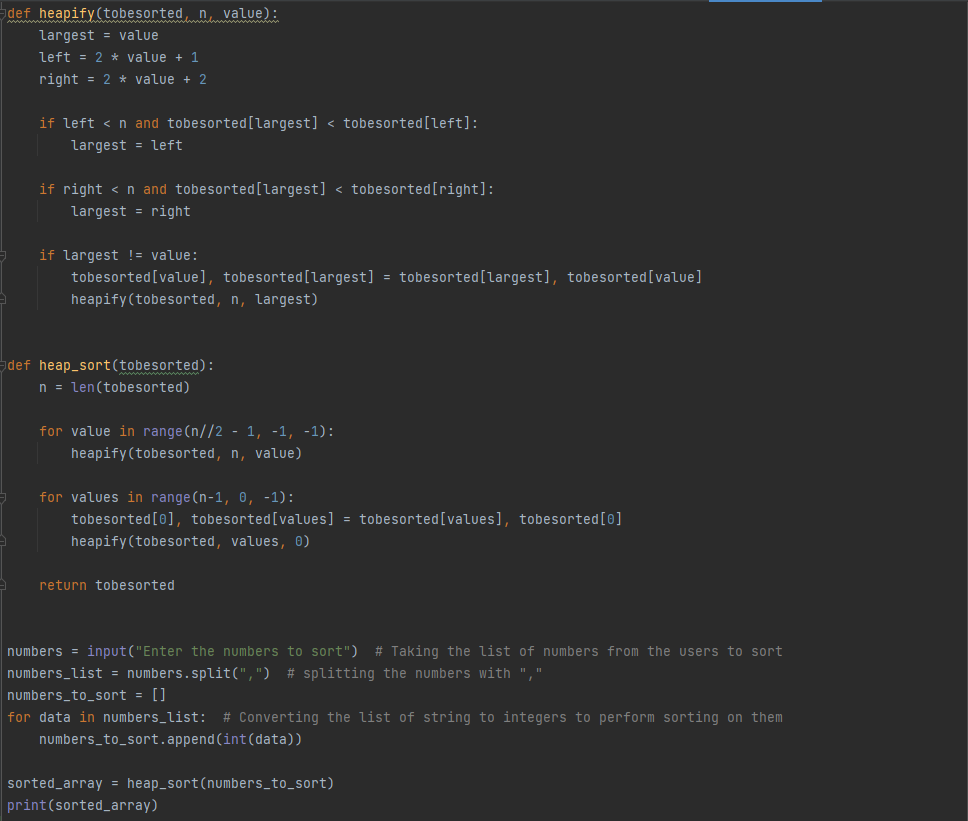 def heapify(tobesorted, n, value):
    largest = value
    left = 2 * value + 1
    right = 2 * value + 2

    if left < n and tobesorted[largest] < tobesorted[left]:
        largest = left

    if right < n and tobesorted[largest] < tobesorted[right]:
        largest = right

    if largest != value:
        tobesorted[value], tobesorted[largest] = tobesorted[largest], tobesorted[value]
        heapify(tobesorted, n, largest)


def heap_sort(tobesorted):
    n = len(tobesorted)

    for value in range(n//2 - 1, -1, -1):
        heapify(tobesorted, n, value)

    for values in range(n-1, 0, -1):
        tobesorted[0], tobesorted[values] = tobesorted[values], tobesorted[0]
        heapify(tobesorted, values, 0)

    return tobesorted


numbers = input("Enter the numbers to sort")  # Taking the list of numbers from the users to sort
numbers_list = numbers.split(",")  # splitting the numbers with ","
numbers_to_sort = []
for data in numbers_list:  # Converting the list of string to integers to perform sorting on them
    numbers_to_sort.append(int(data))

sorted_array = heap_sort(numbers_to_sort)
print(sorted_array)